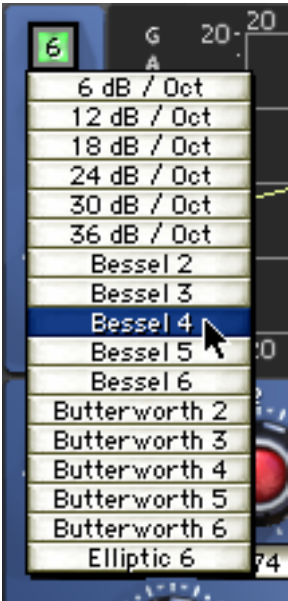 6
G
A
20- 20
6 dB / Oct
12 dB / Oct
18 dB / Oct
24 dB / Oct
30 dB / Oct
36 dB / Oct
Bessel 2
Bessel 3
Bessel 4
Bessel 5
Bessel 6
Butterworth 2
Butterworth 3
Butterworth 4
Butterworth 5
Butterworth 6
Elliptic 6
74